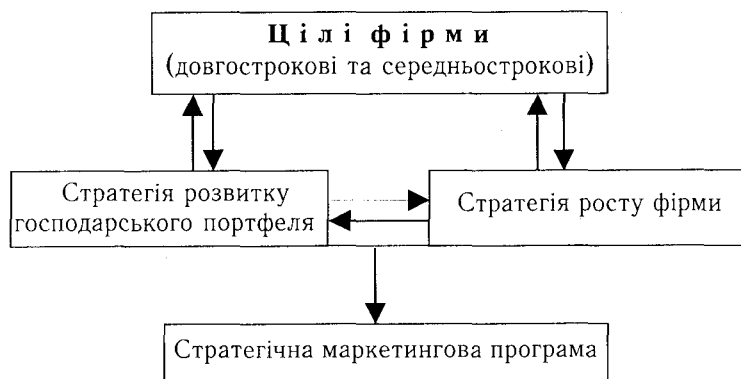 Цілі фірми
(довгострокові та середньострокові)
Стратегія розвитку
господарського портфеля
Стратегія росту фірми
Стратегічна маркетингова програма